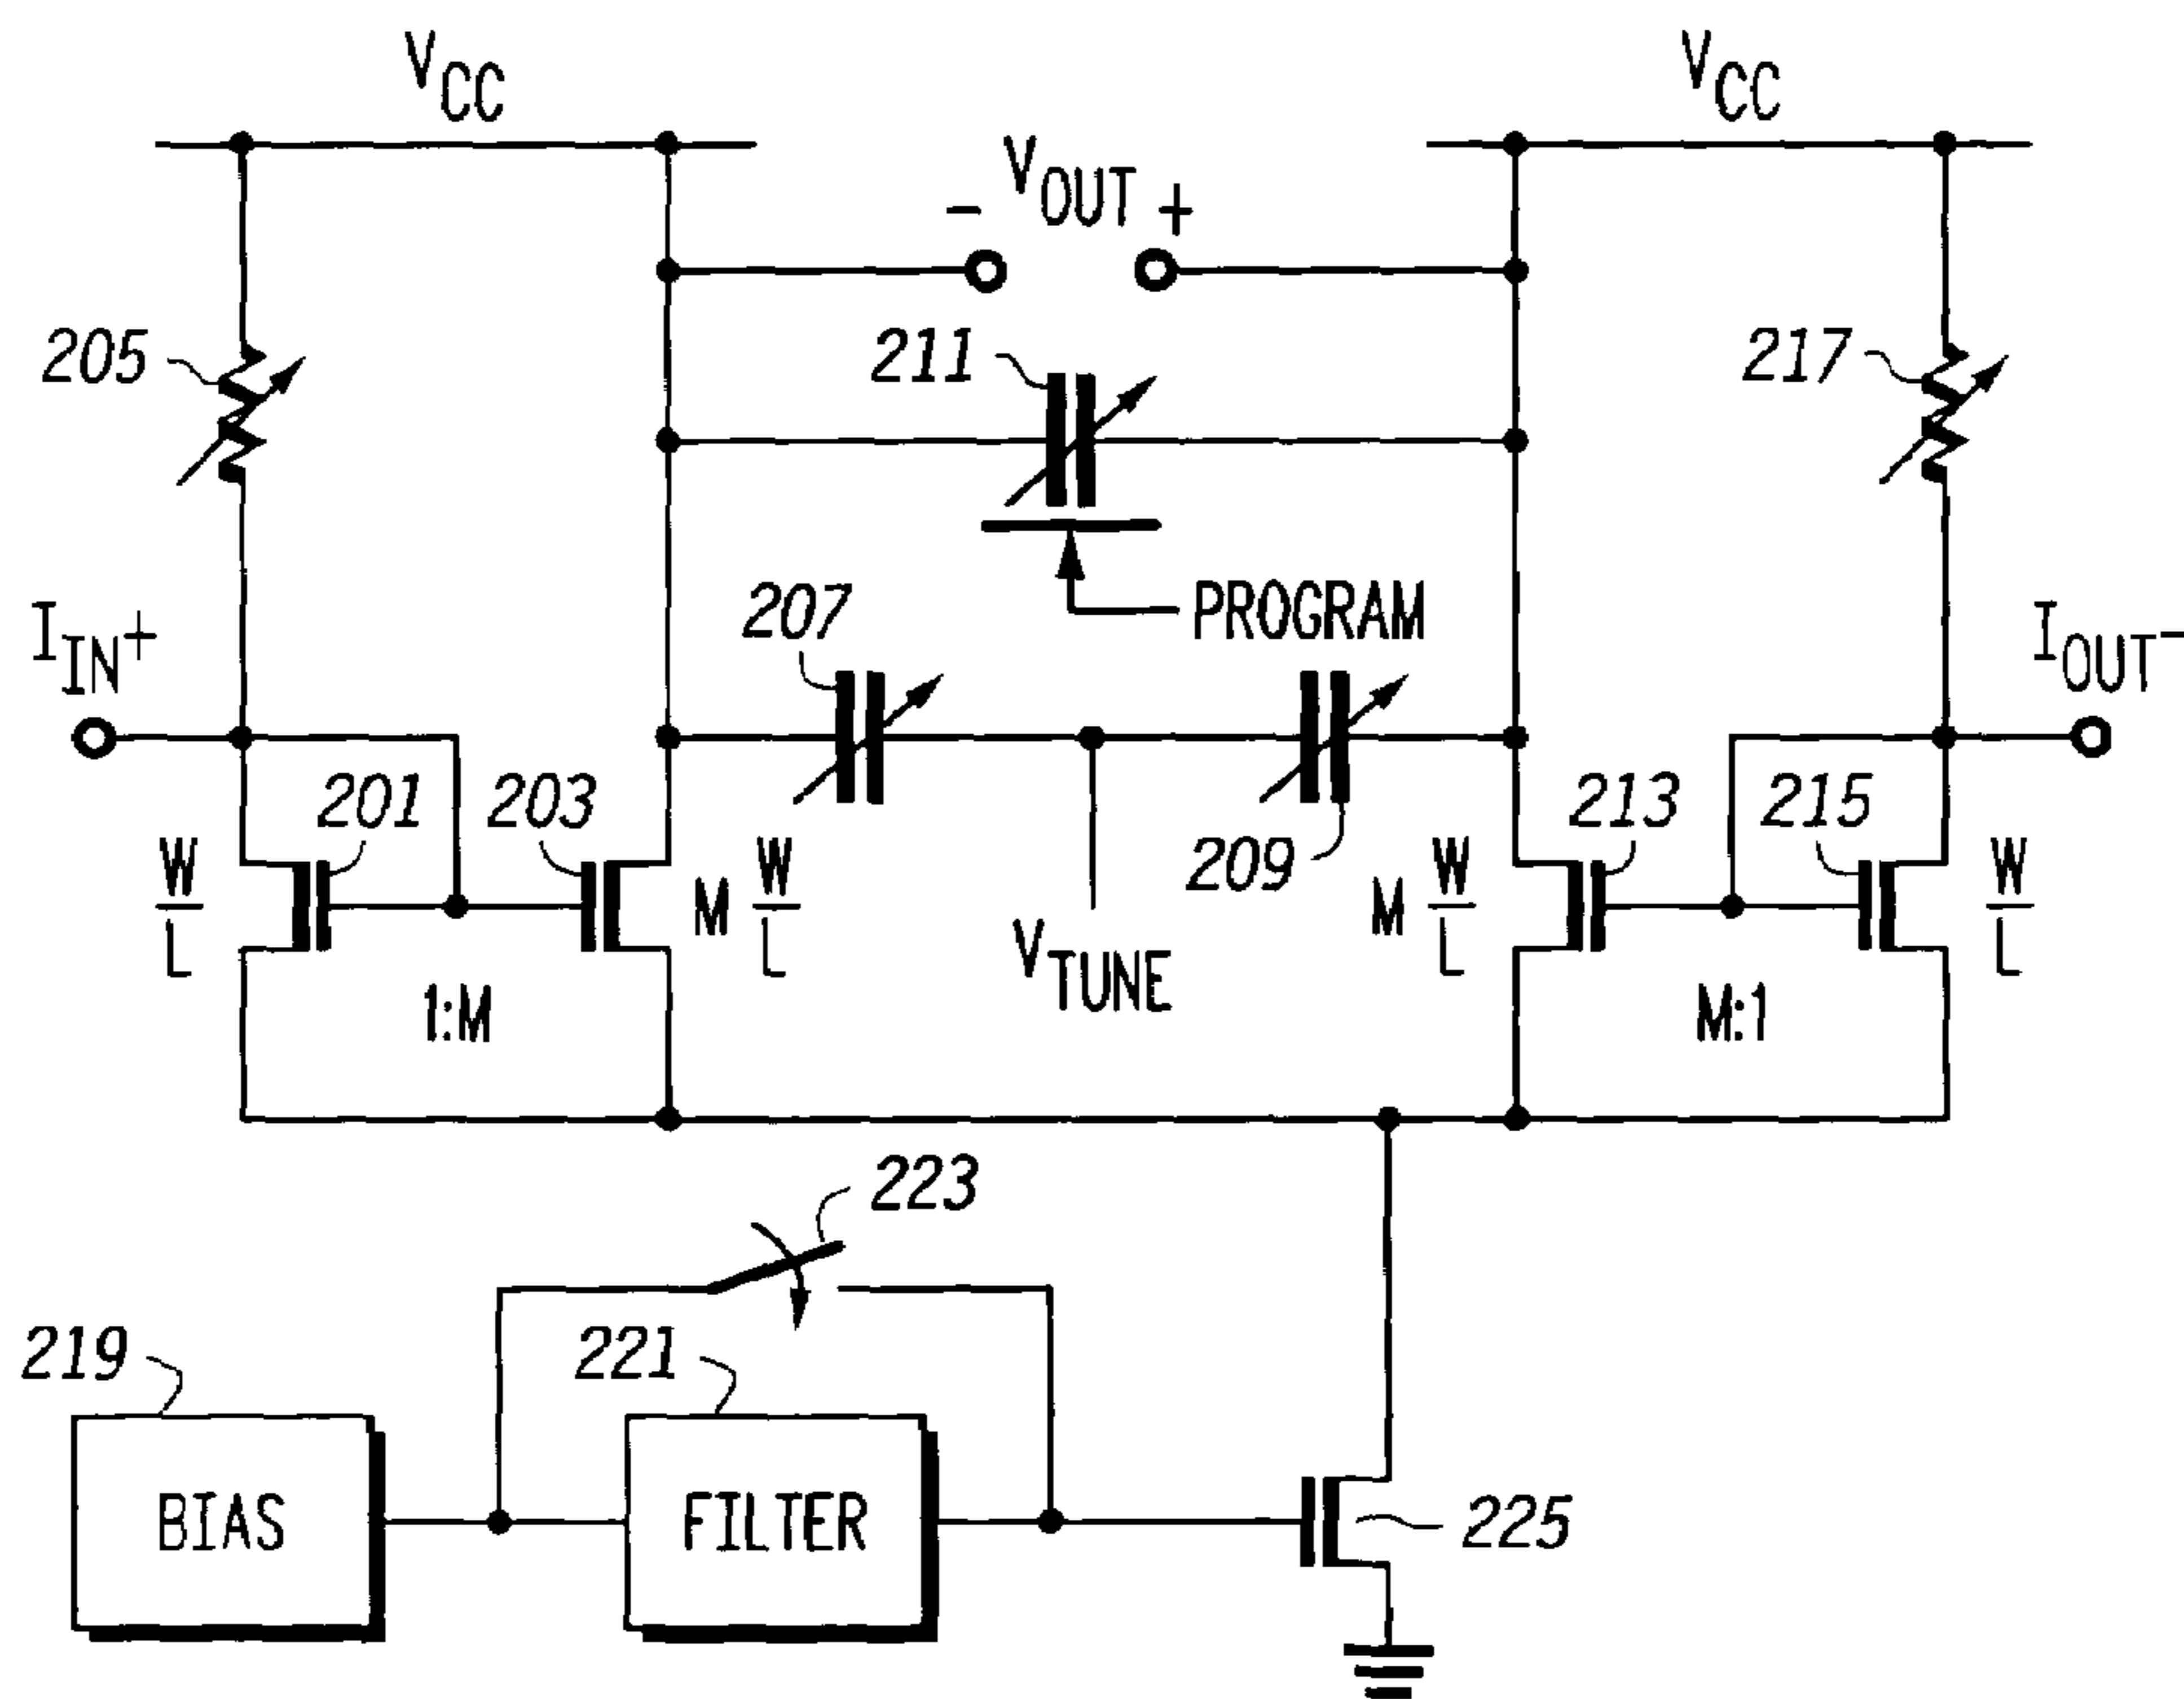 VCC
VCC
- VOUT +
205
211
217
PROGRAM
207
IIN+
IOUT-
201
203
213
215
209
W
L
M W
L
M W
L
W
L
VTUNE
1:M
M:1
223
219
221
BIAS
FILTER
225